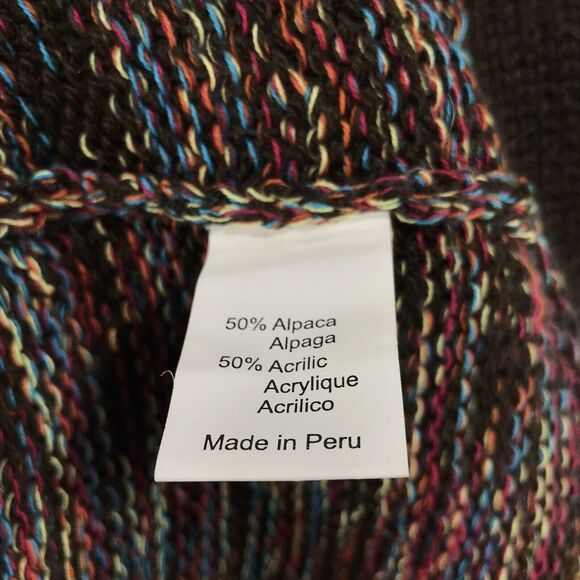 50% Alpaca
Alpaga
50% Acrilic
Acrylique
Acrilico
Made in Peru